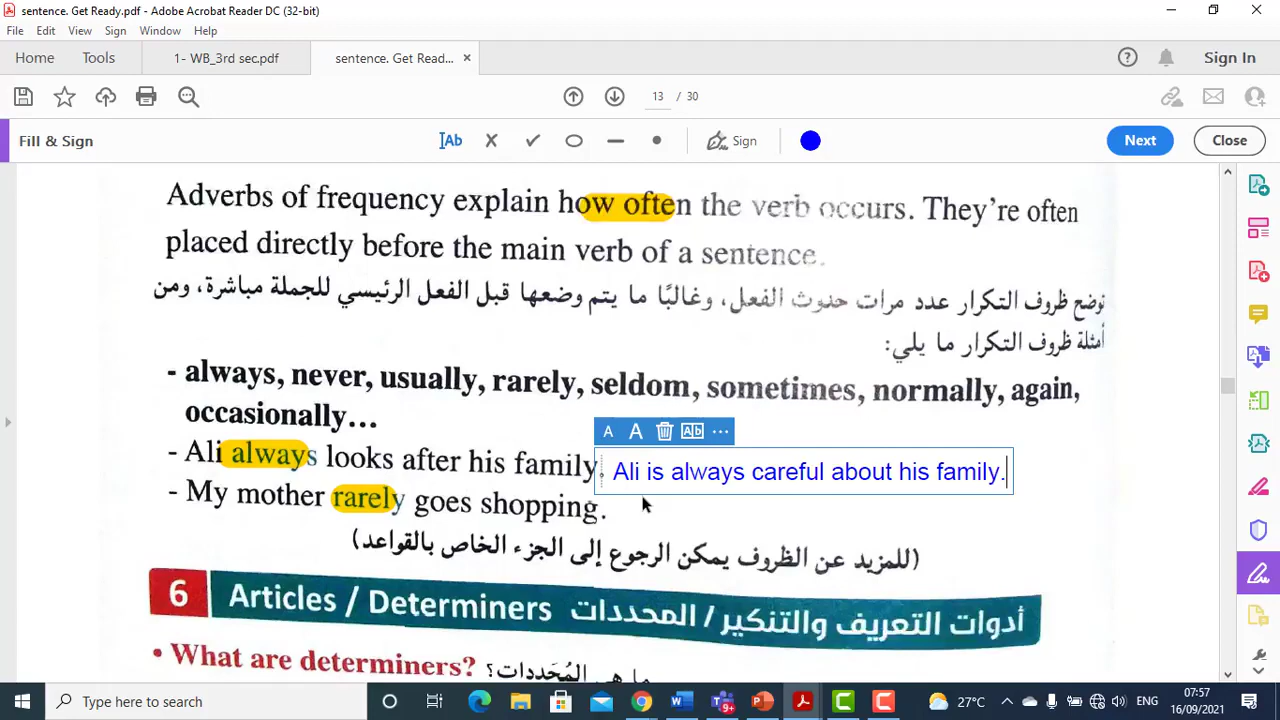 sentence. Get Ready.pdf - Adobe Acrobat Reader DC (32-bit)
File Edit View Sign Window Help
Home Tools 1- WB_3rd sec.pdf sentence. Get Read... × Sign In
13 / 30
Fill & Sign Ab Sign Next Close
Adverbs of frequency explain how often the verb occurs. They're often
placed directly before the main verb of a sentence.
توضح ظروف التكرار عدد مرات حدوث الفعل، وغالبًا ما يتم وضعها قبل الفعل الرئيسي للجملة مباشرة، ومن
أمثلة ظروف التكرار ما يلي:
- always, never, usually, rarely, seldom, sometimes, normally, again,
occasionally...
A A Ab ...
- Ali always looks after his family. Ali is always careful about his family.
- My mother rarely goes shopping.
(للمزيد عن الظروف يمكن الرجوع إلى الجزء الخاص بالقواعد)
6 Articles / Determiners أدوات التعريف والتنكير / المحددات
• What are determiners? ما هي المُحَددات؟
Type here to search 9+ 27°C ENG 07:57
16/09/2021